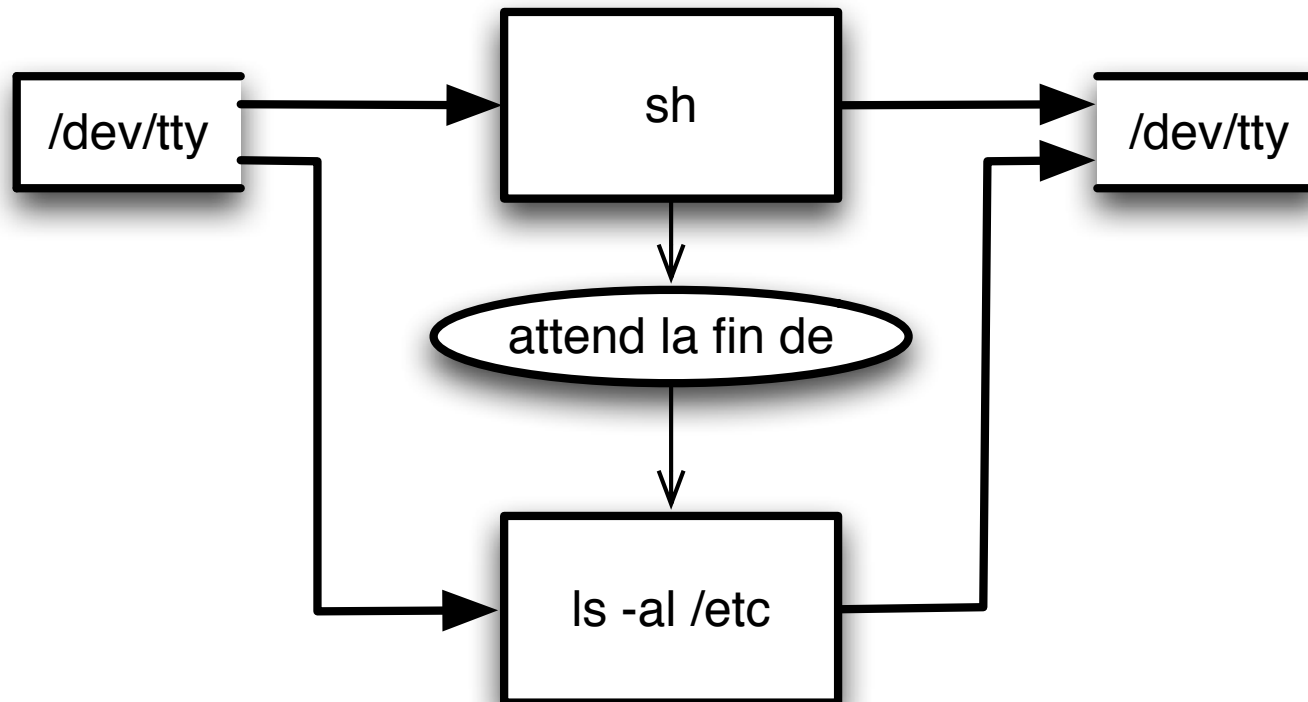 /dev/tty
sh
/dev/tty
attend la fin de
ls -al /etc